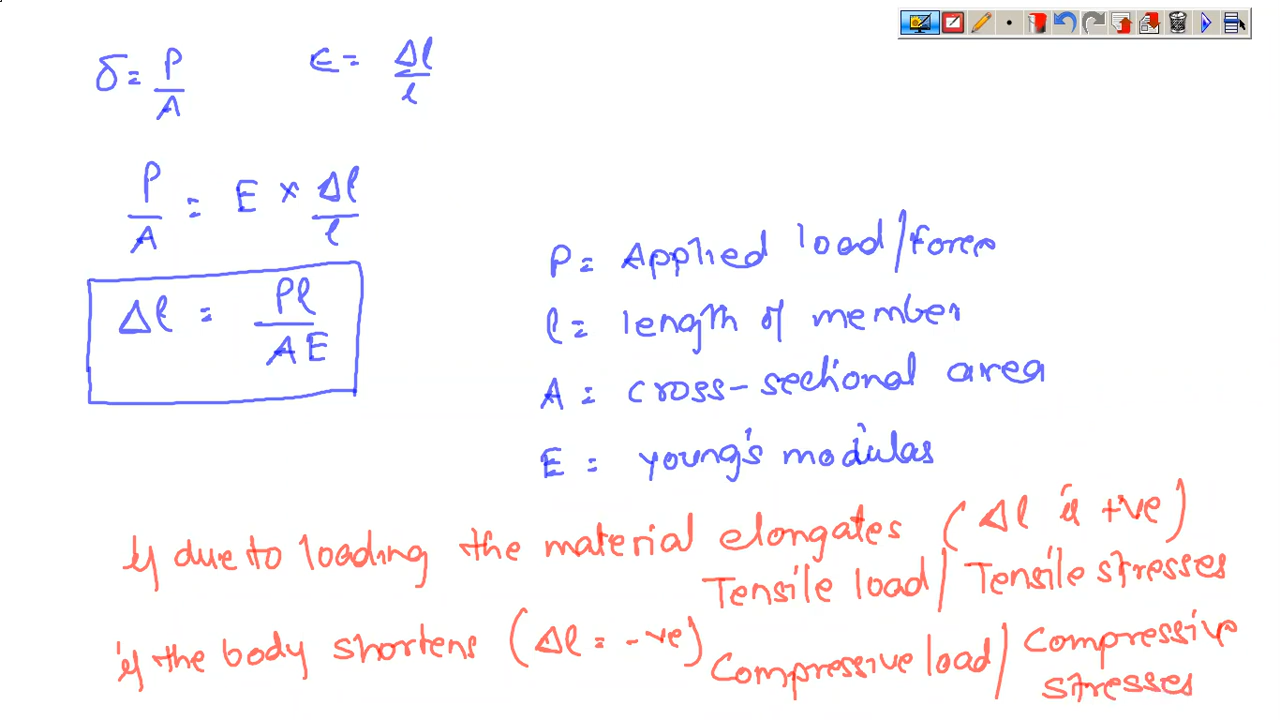 σ = P/A ϵ = Δl/l
P/A = E × Δl/l
Δl = Pl/AE
P = Applied load/force
l = length of member
A = cross-sectional area
E = young's modulas
if due to loading the material elongates (Δl is +ve)
Tensile load/Tensile stresses
if the body shortens (Δl = -ve)
Compressive load/Compressive
stresses